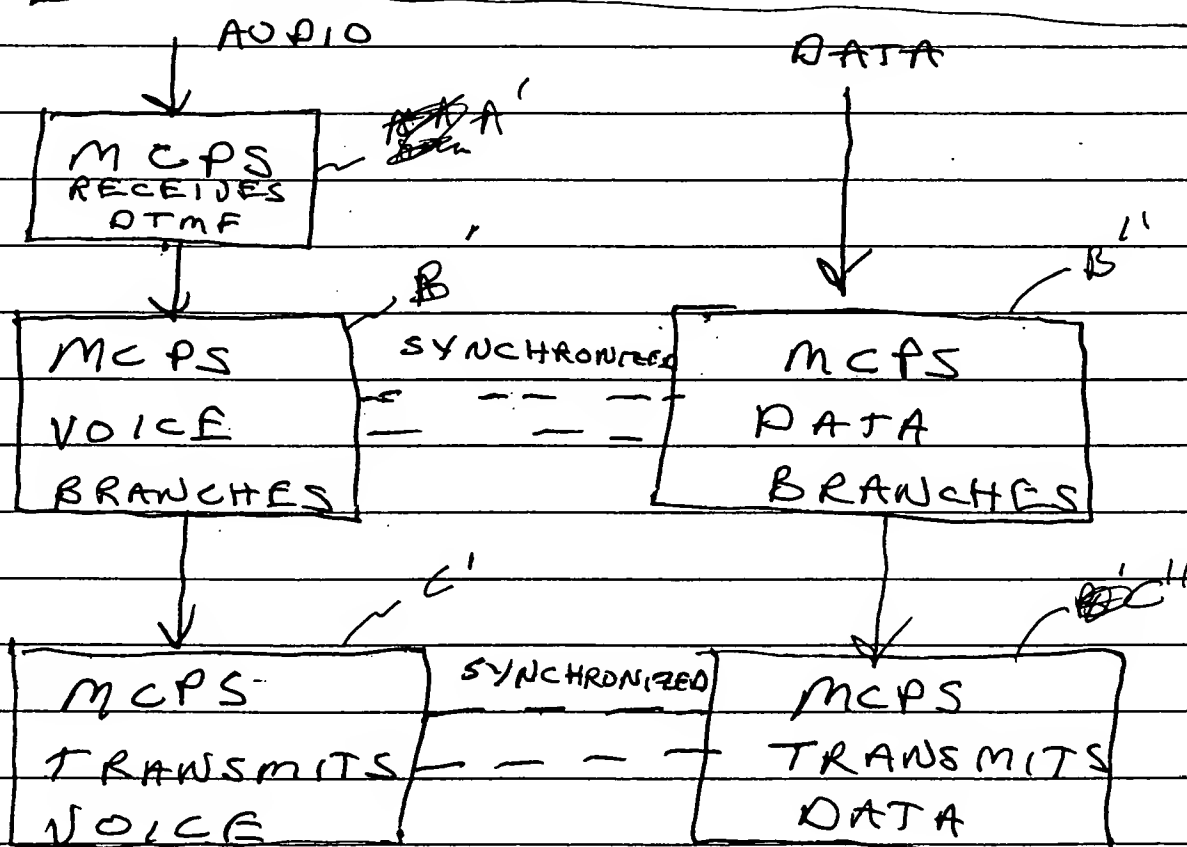 AUDIO
DATA
MCPS
RECEIVES
DTMF
A'
B'
B''
MCPS
VOICE
BRANCHES
SYNCHRONIZED
MCPS
DATA
BRANCHES
C'
C''
MCPS
TRANSMITS
VOICE
SYNCHRONIZED
MCPS
TRANSMITS
DATA